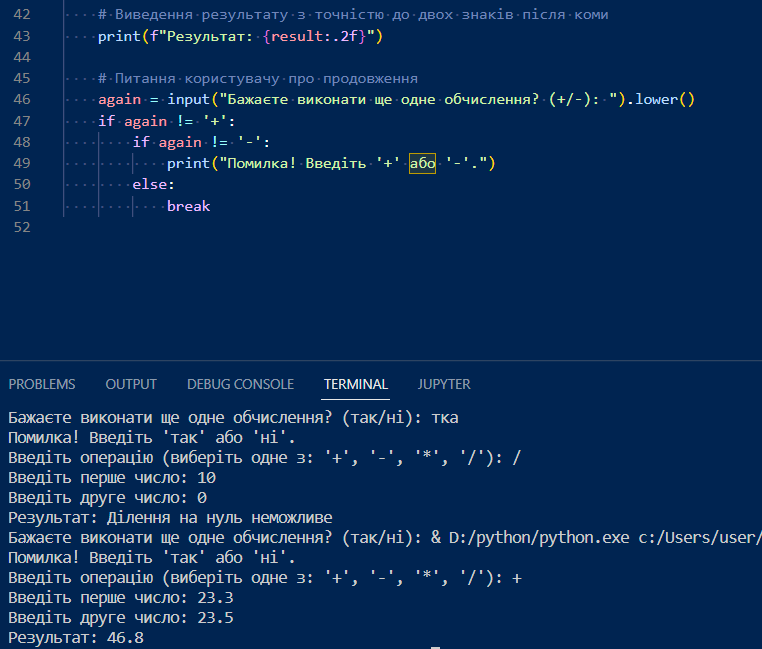 42 # Виведення результату з точністю до двох знаків після коми
43 print(f"Результат: {result:.2f}")
44
45 # Питання користувачу про продовження
46 again = input("Бажаєте виконати ще одне обчислення? (+/-): ").lower()
47 if again != '+':
48 if again != '-':
49 print("Помилка! Введіть '+' або '-'.")
50 else:
51 break
52
PROBLEMS OUTPUT DEBUG CONSOLE TERMINAL JUPYTER
Бажаєте виконати ще одне обчислення? (так/ні): тка
Помилка! Введіть 'так' або 'ні'.
Введіть операцію (виберіть одне з: '+', '-', '*', '/'): /
Введіть перше число: 10
Введіть друге число: 0
Результат: Ділення на нуль неможливе
Бажаєте виконати ще одне обчислення? (так/ні): & D:/python/python.exe c:/Users/user/
Помилка! Введіть 'так' або 'ні'.
Введіть операцію (виберіть одне з: '+', '-', '*', '/'): +
Введіть перше число: 23.3
Введіть друге число: 23.5
Результат: 46.8